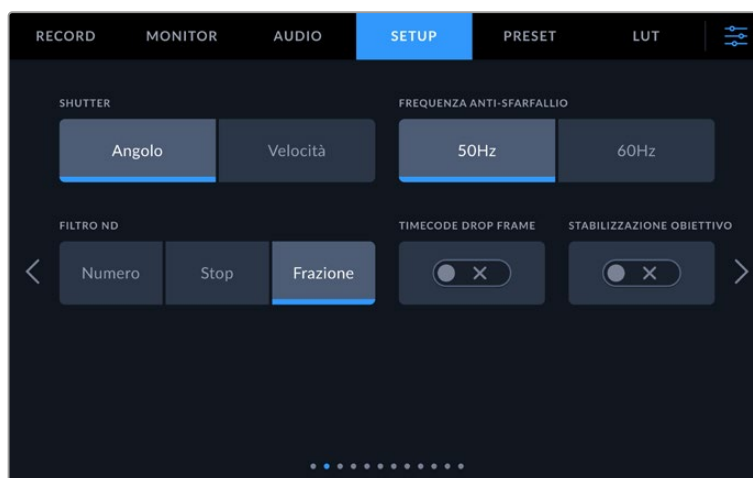 RECORD MONITOR AUDIO SETUP PRESET LUT
SHUTTER FREQUENZA ANTI-SFARFALLIO
Angolo Velocità 50Hz 60Hz
FILTRO ND TIMECODE DROP FRAME STABILIZZAZIONE OBIETTIVO
Numero Stop Frazione